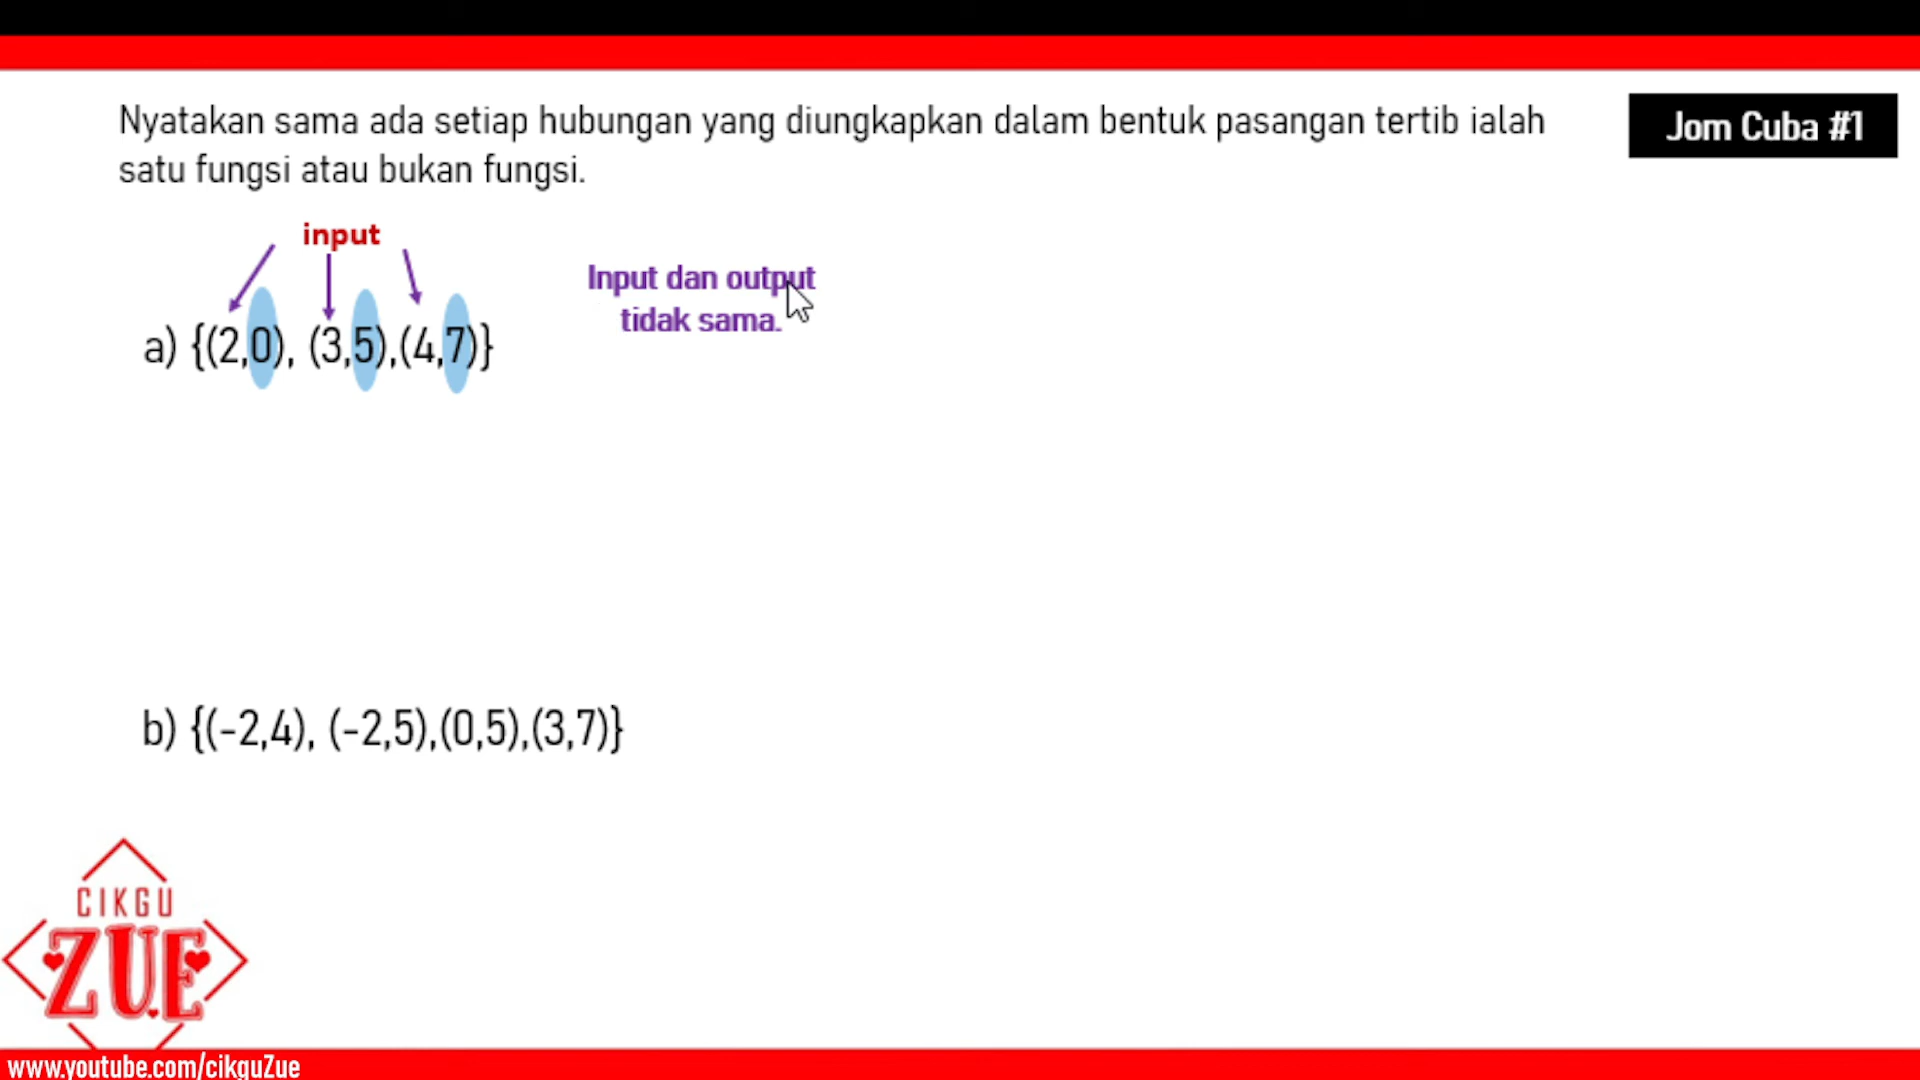 Nyatakan sama ada setiap hubungan yang diungkapkan dalam bentuk pasangan tertib ialah
satu fungsi atau bukan fungsi.
Jom Cuba #1
input
Input dan output
tidak sama.
a) {(2,0), (3,5),(4,7)}
b) {(-2,4), (-2,5),(0,5),(3,7)}
CIKGU
ZUE
www.youtube.com/cikguZue